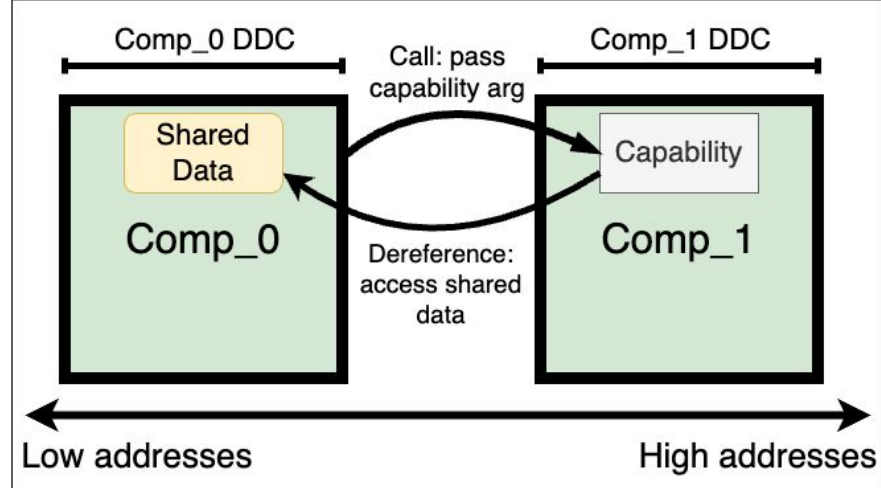 Comp_0 DDC
Comp_1 DDC
Call: pass
capability arg
Shared
Data
Capability
Comp_0
Comp_1
Dereference:
access shared
data
Low addresses
High addresses